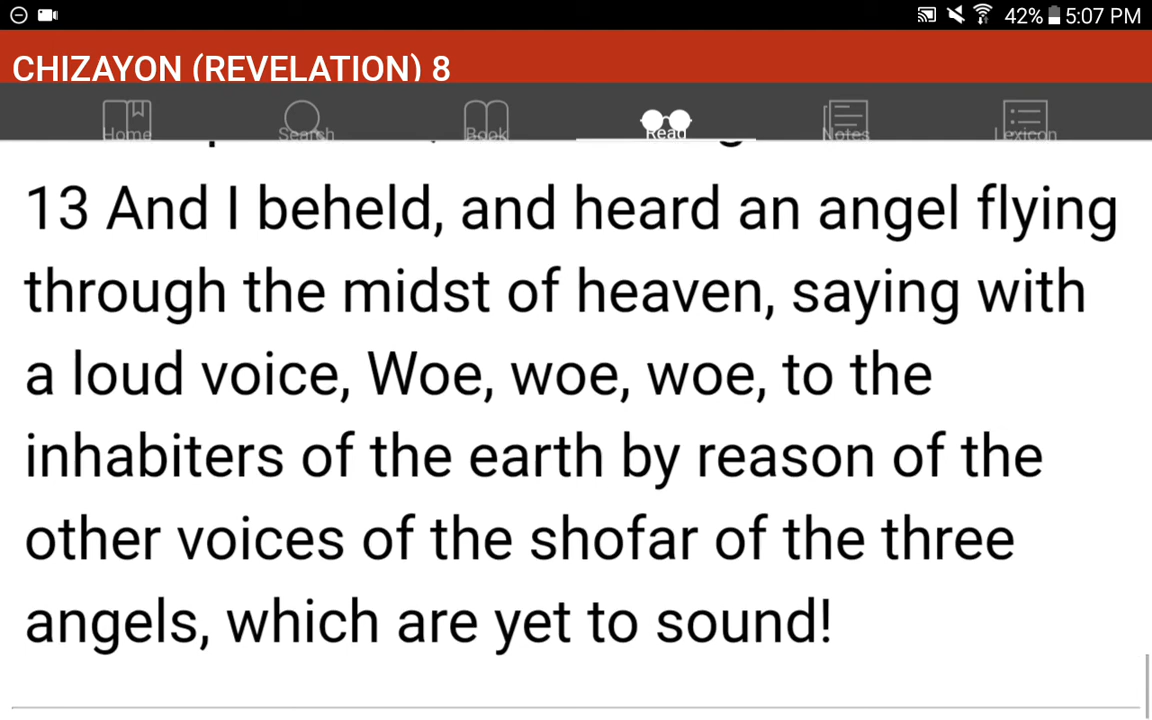 42% 5:07 PM
CHIZAYON (REVELATION) 8
Home Search Book Read Notes Lexicon
13 And I beheld, and heard an angel flying
through the midst of heaven, saying with
a loud voice, Woe, woe, woe, to the
inhabiters of the earth by reason of the
other voices of the shofar of the three
angels, which are yet to sound!